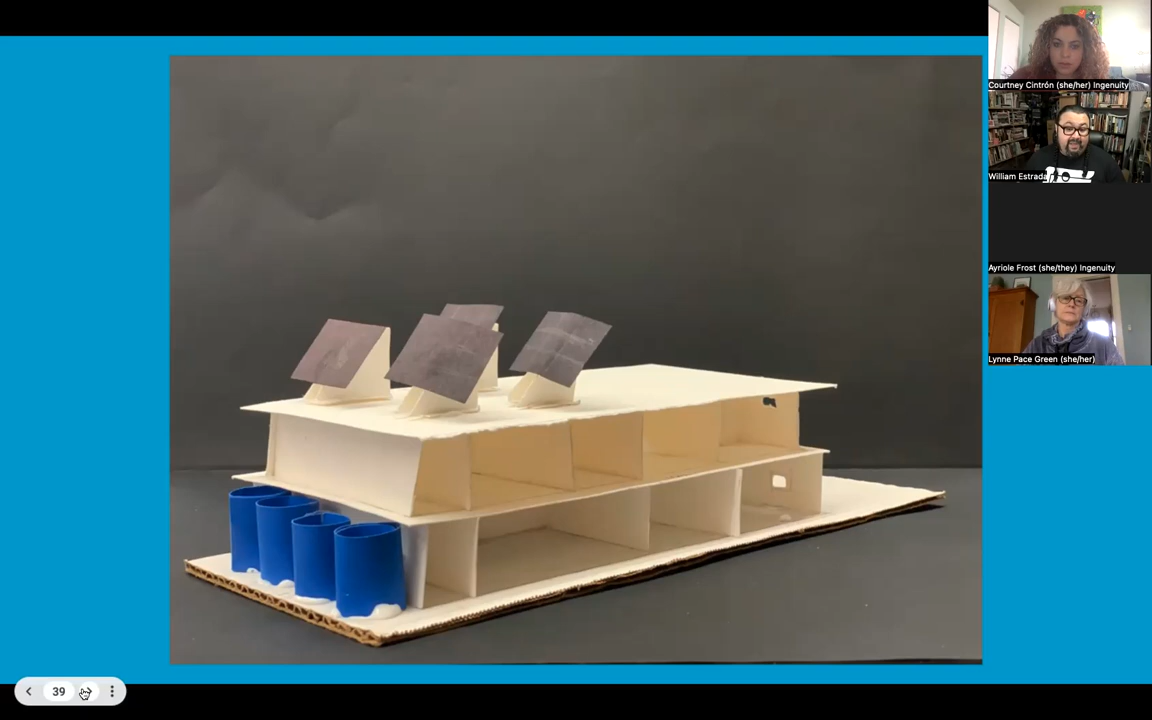 Courtney Cintrón (she/her) Ingenuity
William Estrada
Ayriole Frost (she/they) Ingenuity
Lynne Pace Green (she/her)
39